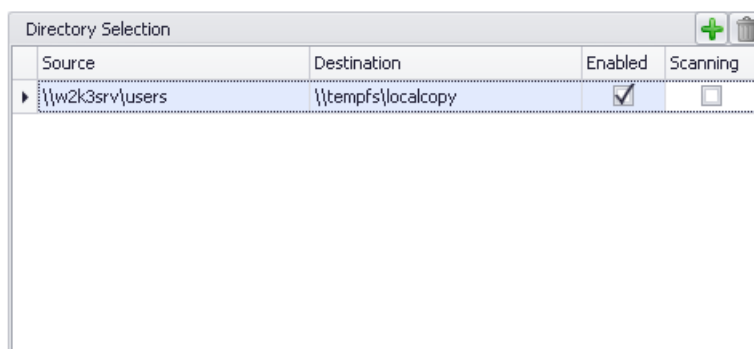 Directory Selection
Source Destination Enabled Scanning
\\w2k3srv\users \\tempfs\localcopy